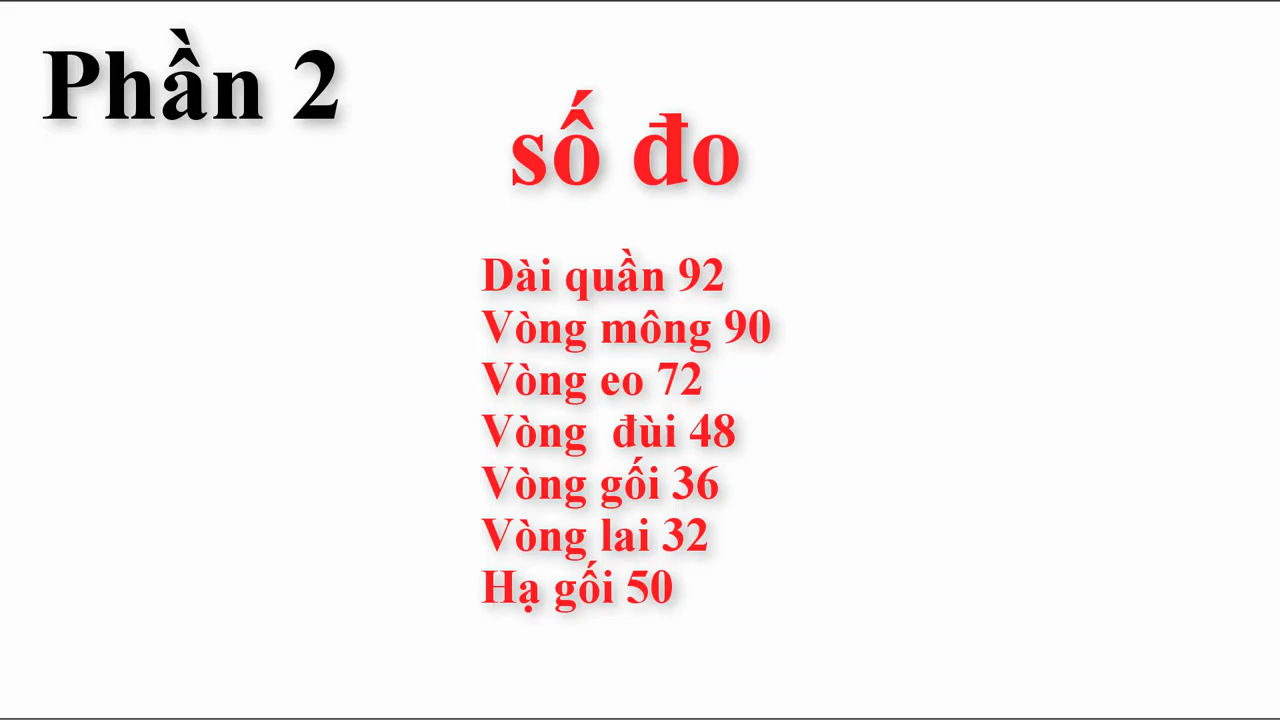 Phần 2
số đo
Dài quần 92
Vòng mông 90
Vòng eo 72
Vòng đùi 48
Vòng gối 36
Vòng lai 32
Hạ gối 50